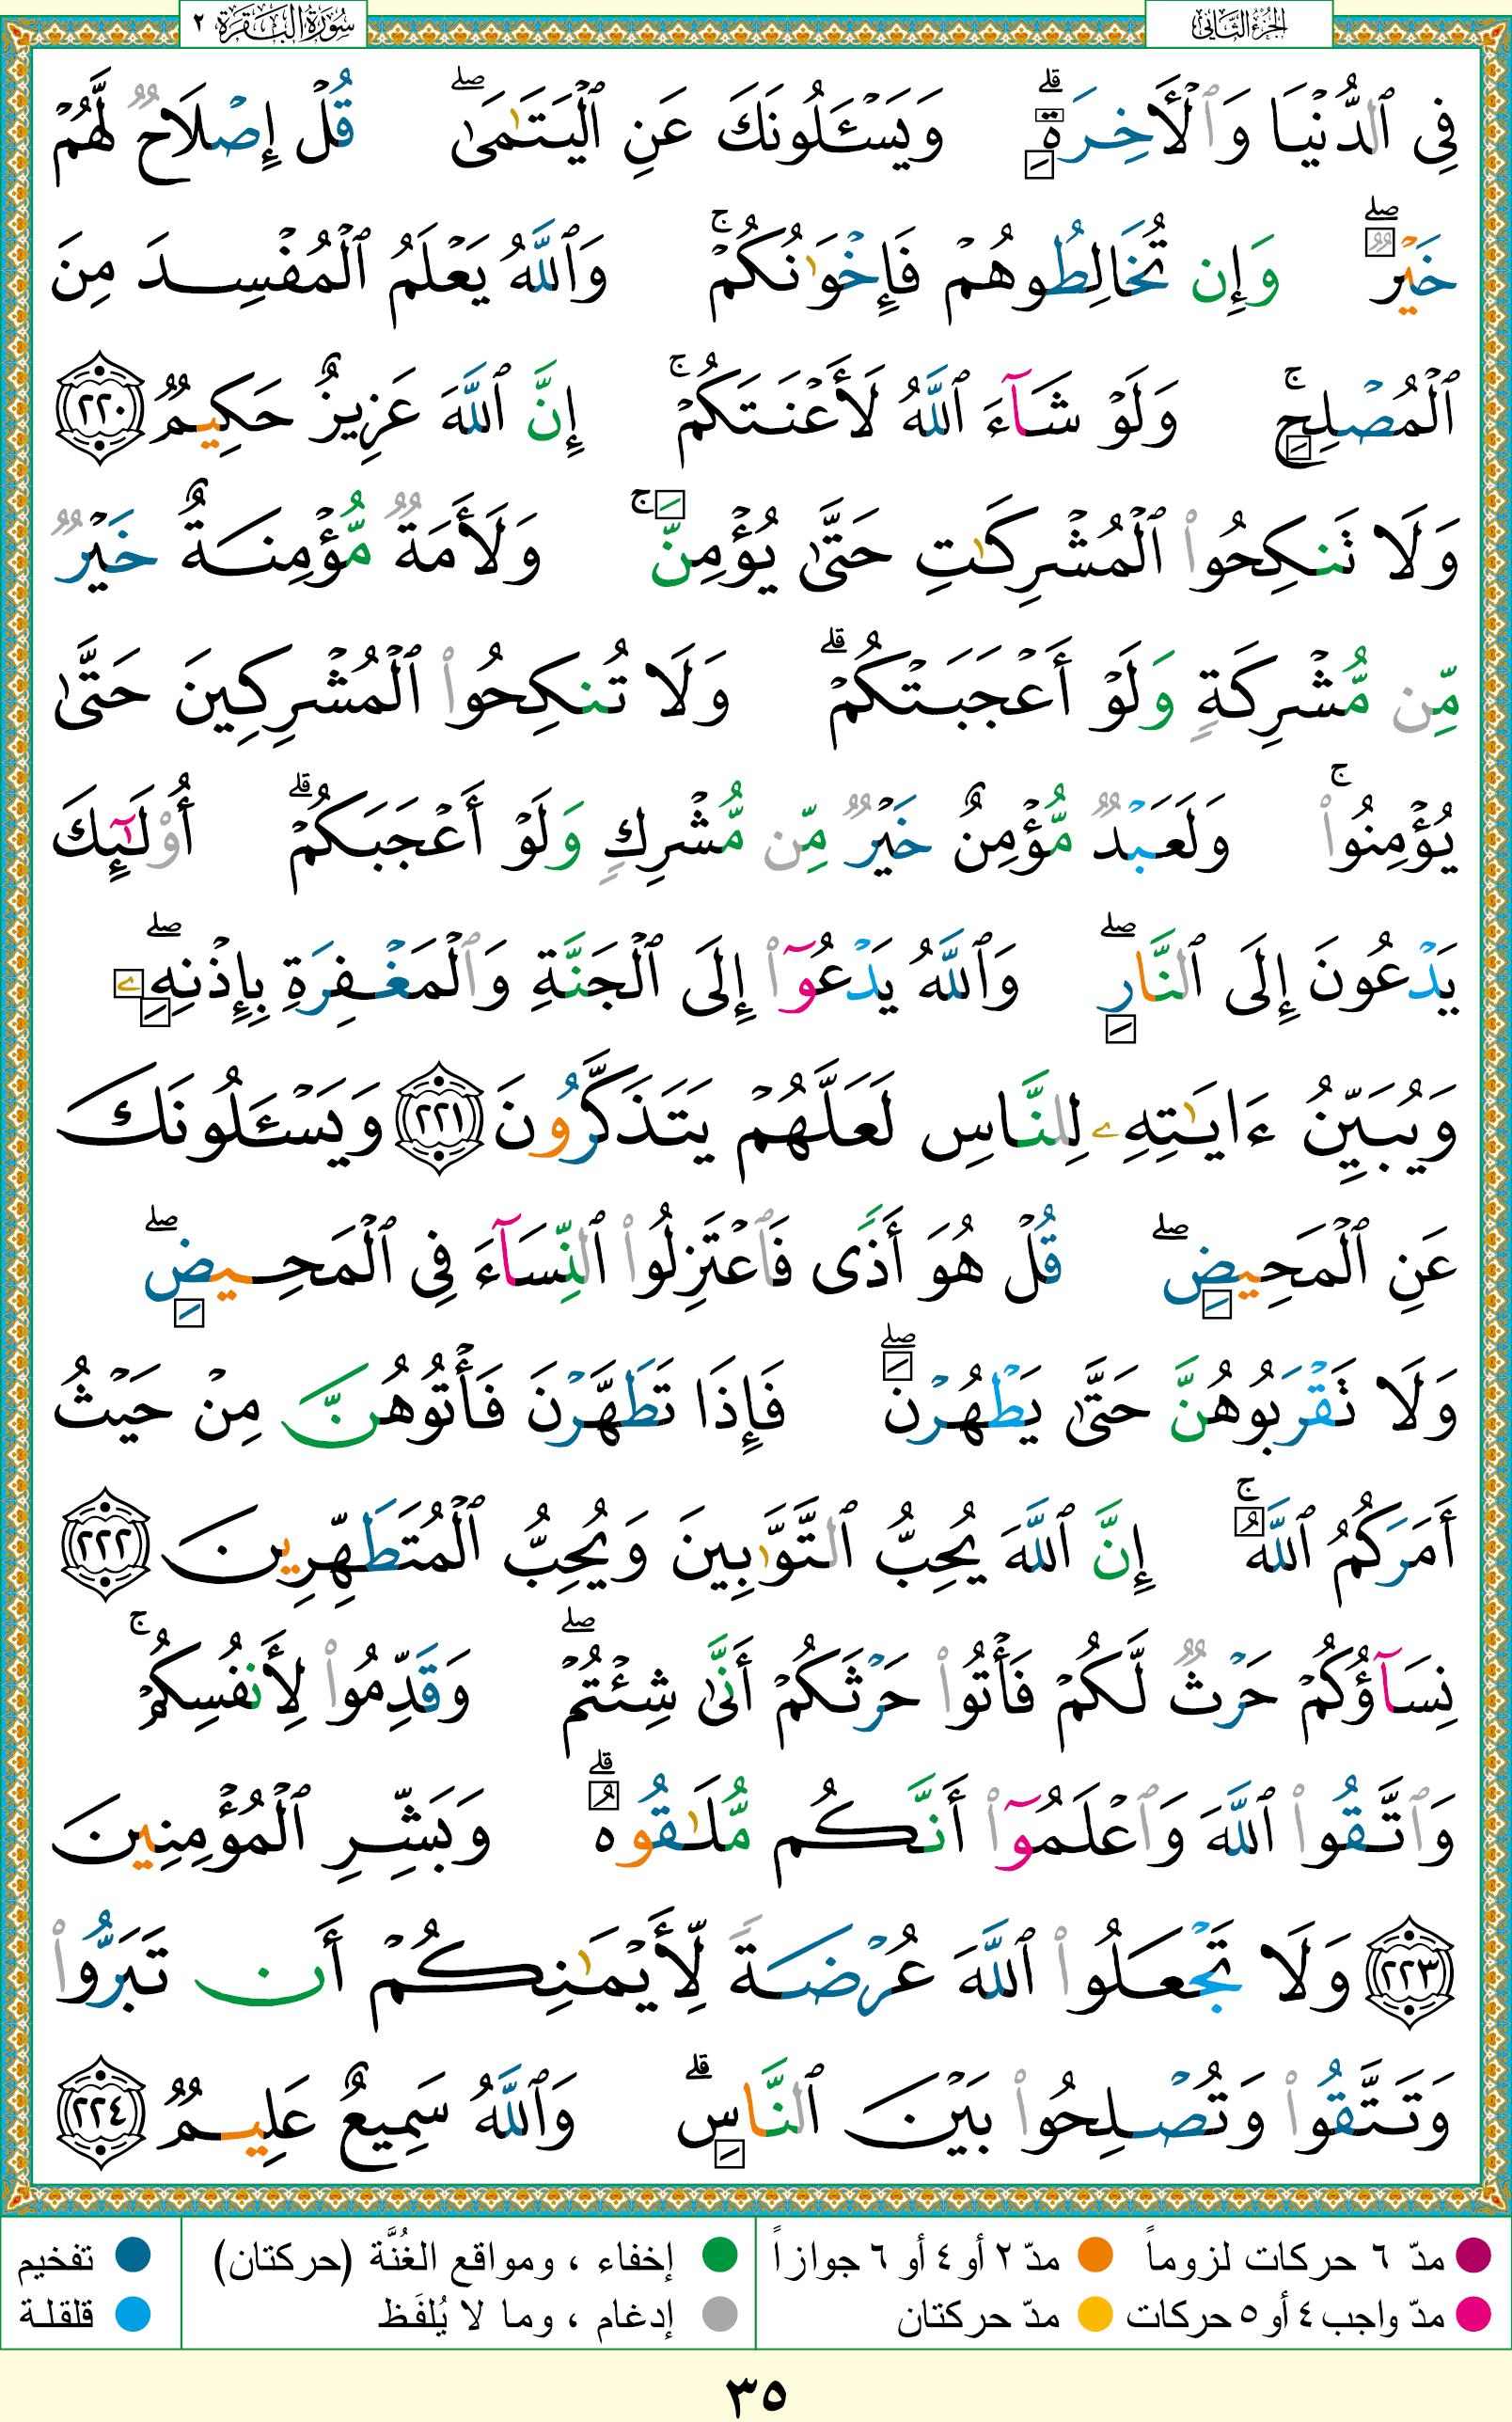 الجزء الثاني
سورة البقرة ٢
فِى ٱلدُّنْيَا وَٱلْأَخِرَةِ ۗ وَيَسْـَٔلُونَكَ عَنِ ٱلْيَتَـٰمَىٰ ۖ قُلْ إِصْلَاحٌ لَّهُمْ
خَيْرٌ ۖ وَإِن تُخَالِطُوهُمْ فَإِخْوَٰنُكُمْ ۚ وَٱللَّهُ يَعْلَمُ ٱلْمُفْسِدَ مِنَ
ٱلْمُصْلِحِ ۚ وَلَوْ شَآءَ ٱللَّهُ لَأَعْنَتَكُمْ ۚ إِنَّ ٱللَّهَ عَزِيزٌ حَكِيمٌ ٢٢٠
وَلَا تَنكِحُوا۟ ٱلْمُشْرِكَـٰتِ حَتَّىٰ يُؤْمِنَّ ۚ وَلَأَمَةٌ مُّؤْمِنَةٌ خَيْرٌ
مِّن مُّشْرِكَةٍ وَلَوْ أَعْجَبَتْكُمْ ۗ وَلَا تُنكِحُوا۟ ٱلْمُشْرِكِينَ حَتَّىٰ
يُؤْمِنُوا۟ ۚ وَلَعَبْدٌ مُّؤْمِنٌ خَيْرٌ مِّن مُّشْرِكٍ وَلَوْ أَعْجَبَكُمْ ۗ أُو۟لَـٰٓئِكَ
يَدْعُونَ إِلَى ٱلنَّارِ ۖ وَٱللَّهُ يَدْعُوٓا۟ إِلَى ٱلْجَنَّةِ وَٱلْمَغْفِرَةِ بِإِذْنِهِۦ ۖ
وَيُبَيِّنُ ءَايَـٰتِهِۦ لِلنَّاسِ لَعَلَّهُمْ يَتَذَكَّرُونَ ٢٢١ وَيَسْـَٔلُونَكَ
عَنِ ٱلْمَحِيضِ ۖ قُلْ هُوَ أَذًى فَٱعْتَزِلُوا۟ ٱلنِّسَآءَ فِى ٱلْمَحِيضِ ۖ
وَلَا تَقْرَبُوهُنَّ حَتَّىٰ يَطْهُرْنَ ۖ فَإِذَا تَطَهَّرْنَ فَأْتُوهُنَّ مِنْ حَيْثُ
أَمَرَكُمُ ٱللَّهُ ۚ إِنَّ ٱللَّهَ يُحِبُّ ٱلتَّوَّٰبِينَ وَيُحِبُّ ٱلْمُتَطَهِّرِينَ ٢٢٢
نِسَآؤُكُمْ حَرْثٌ لَّكُمْ فَأْتُوا۟ حَرْثَكُمْ أَنَّىٰ شِئْتُمْ ۖ وَقَدِّمُوا۟ لِأَنفُسِكُمْ ۚ
وَٱتَّقُوا۟ ٱللَّهَ وَٱعْلَمُوٓا۟ أَنَّكُم مُّلَـٰقُوهُ ۗ وَبَشِّرِ ٱلْمُؤْمِنِينَ
٢٢٣ وَلَا تَجْعَلُوا۟ ٱللَّهَ عُرْضَةً لِّأَيْمَـٰنِكُمْ أَن تَبَرُّوا۟
وَتَتَّقُوا۟ وَتُصْلِحُوا۟ بَيْنَ ٱلنَّاسِ ۗ وَٱللَّهُ سَمِيعٌ عَلِيمٌ ٢٢٤
مدّ ٦ حركات لزوماً
مدّ ٢ أو ٤ أو ٦ جوازاً
إخفاء ، ومواقع الغُنَّة (حركتان)
تفخيم
مدّ واجب ٤ أو ٥ حركات
مدّ حركتان
إدغام ، وما لا يُلفَظ
قلقلة
٣٥